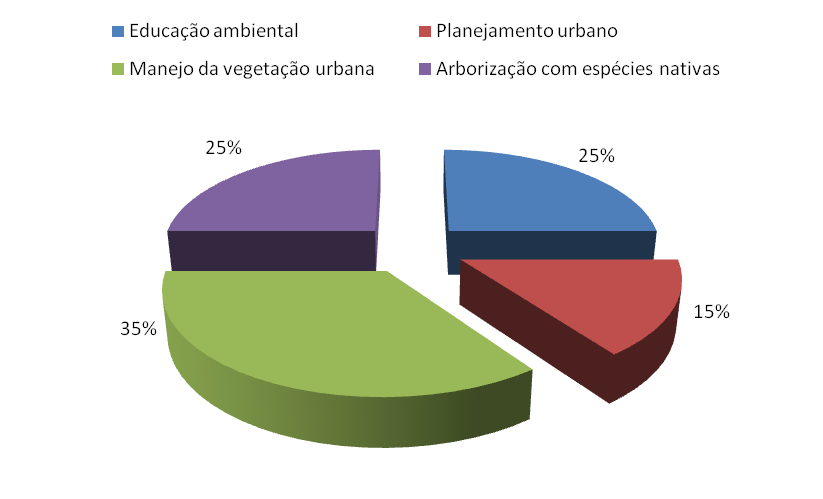 Educação ambiental
Planejamento urbano
Manejo da vegetação urbana
Arborização com espécies nativas
25%
25%
35%
15%